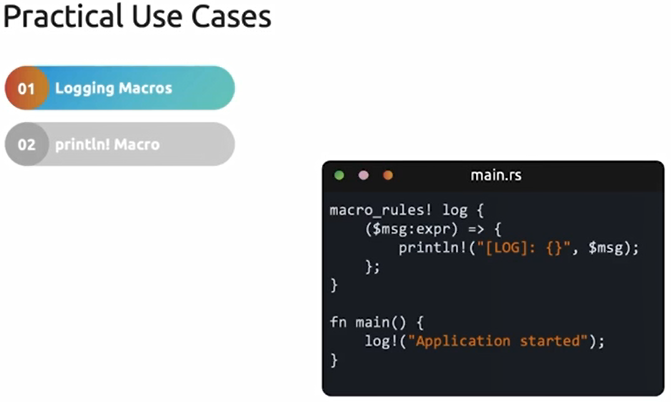 Practical Use Cases
01 Logging Macros
02 println! Macro
main.rs
macro_rules! log {
    ($msg:expr) => {
        println!("[LOG]: {}", $msg);
    };
}

fn main() {
    log!("Application started");
}